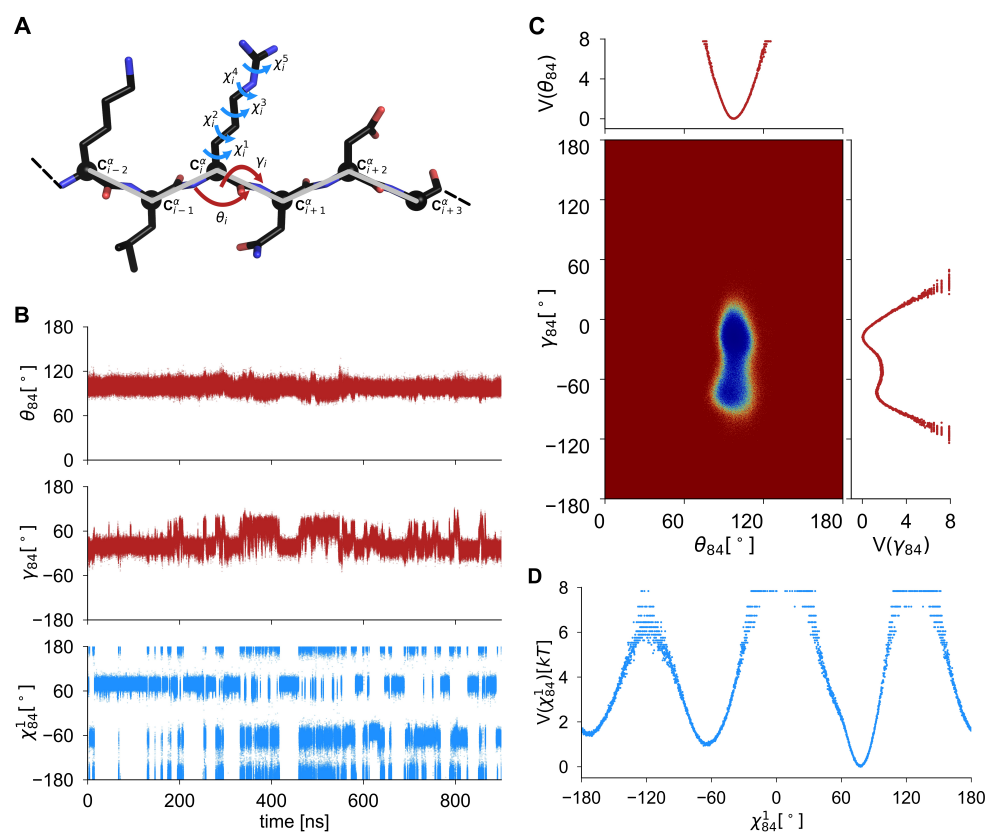 A
χ_i^5
χ_i^4
χ_i^3
χ_i^2
χ_i^1
C_{i−2}^α
C_i^α
γ_i
C_{i+2}^α
C_{i−1}^α
C_{i+1}^α
C_{i+3}^α
θ_i
B
180
120
60
0
θ_84[°]
180
60
−60
−180
γ_84[°]
180
60
−60
−180
χ_84^1[°]
0 200 400 600 800
time [ns]
C
8
4
0
V(θ_84)
180
120
60
0
−60
−120
−180
γ_84[°]
0 60 120 180
θ_84[°]
0 4 8
V(γ_84)
D
8
6
4
2
0
V(χ_84^1)[kT]
−180 −120 −60 0 60 120 180
χ_84^1[°]